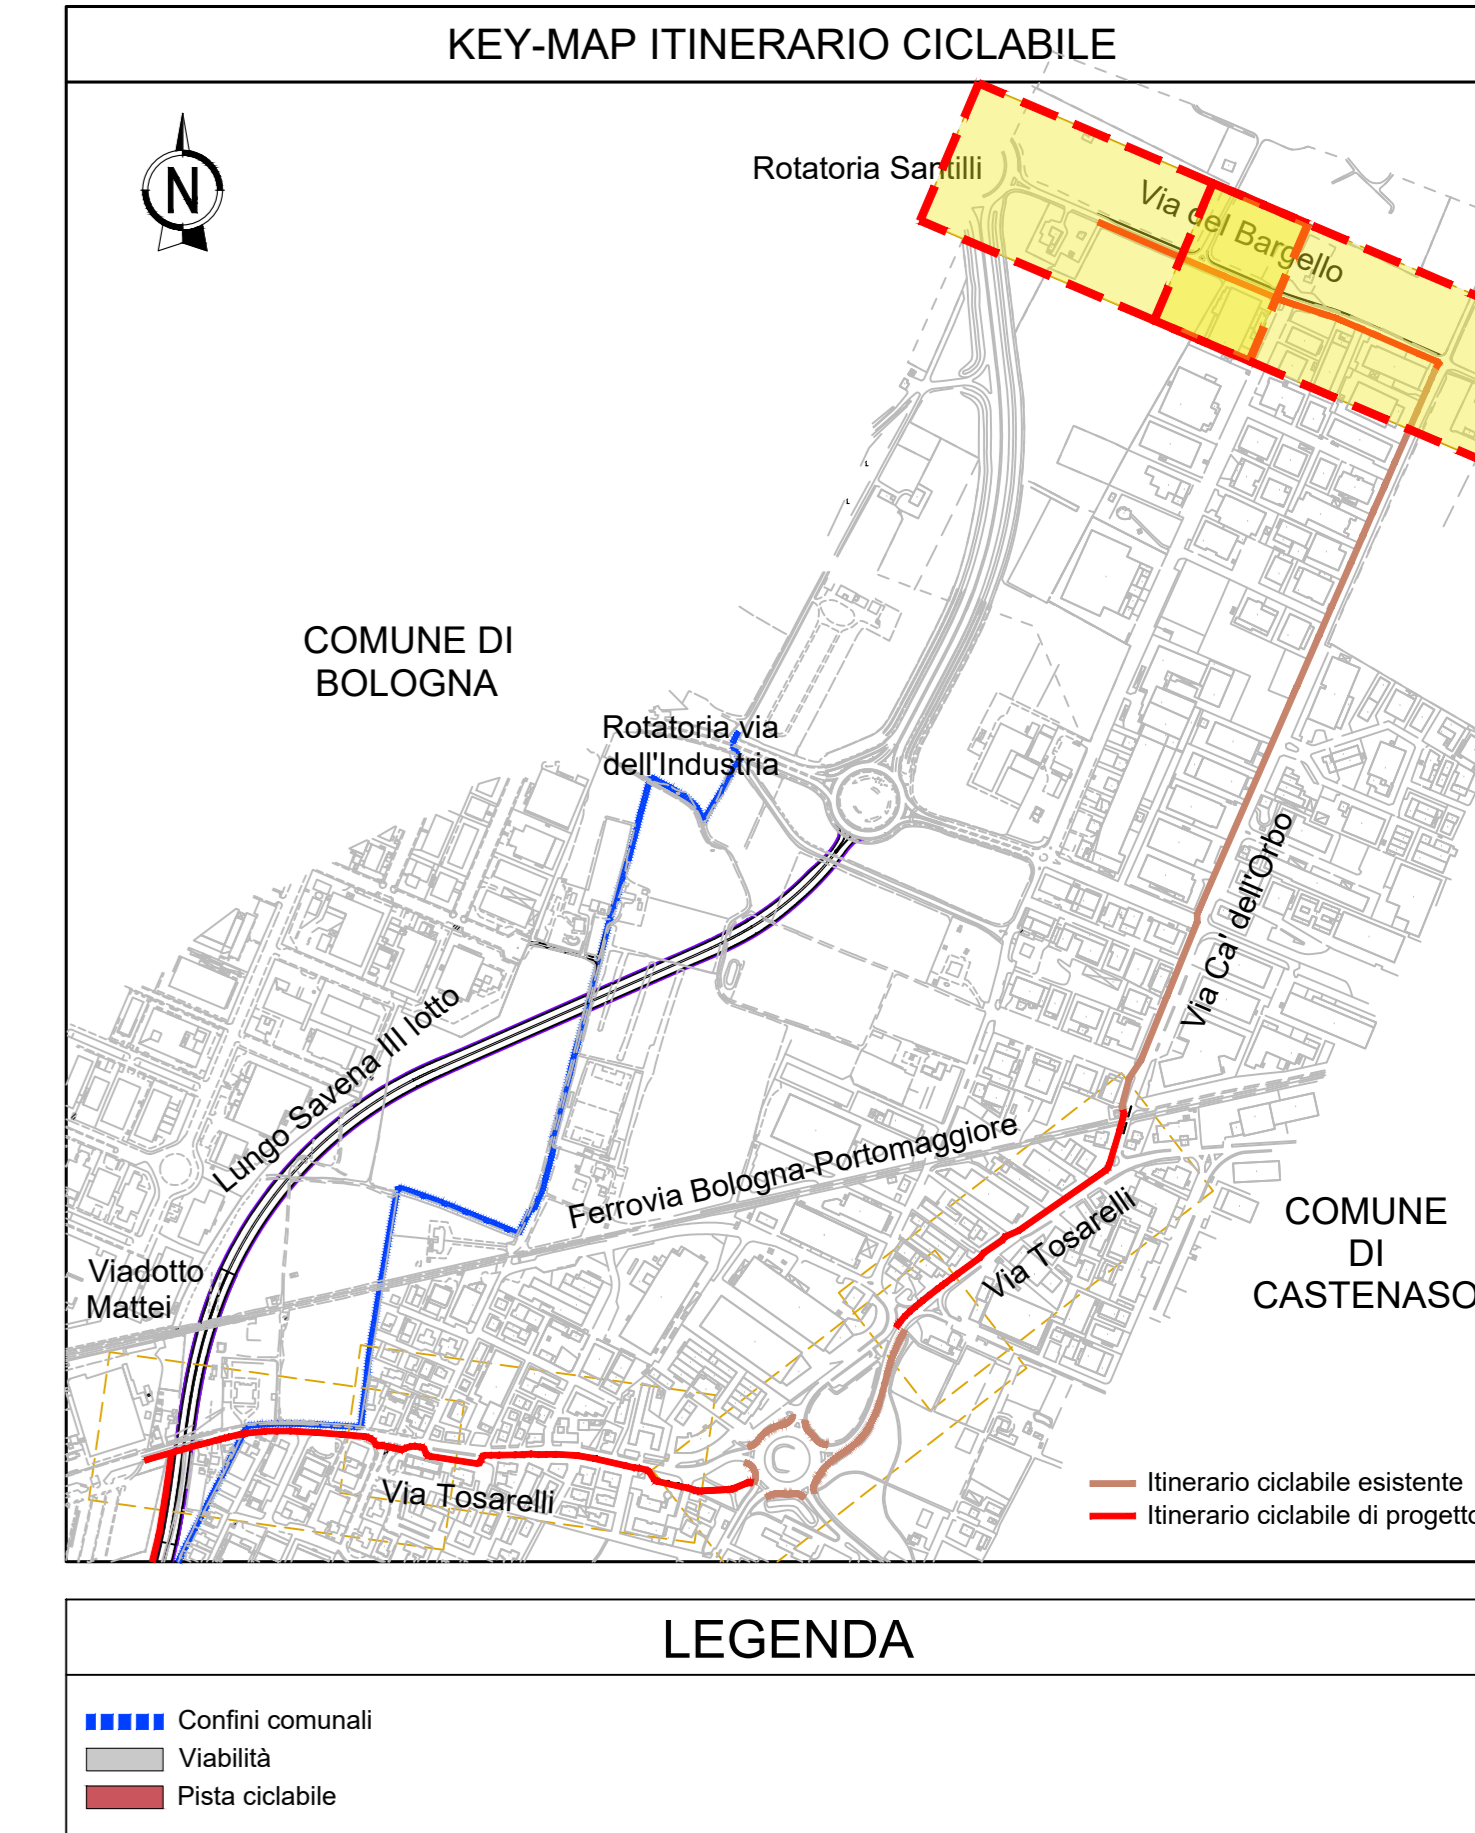 KEY-MAP ITINERARIO CICLABILE
N
Rotatoria Santilli
Via del Bargello
L
L
COMUNE DI
BOLOGNA
Rotatoria via
dell'Industria
Via Ca' dell'Orbo
Lungo Savena III lotto
Ferrovia Bologna-Portomaggiore
Via Tosarelli
COMUNE
DI
CASTENASO
Viadotto
Mattei
Via Tosarelli
Itinerario ciclabile esistente
Itinerario ciclabile di progetto
LEGENDA
Confini comunali
Viabilità
Pista ciclabile